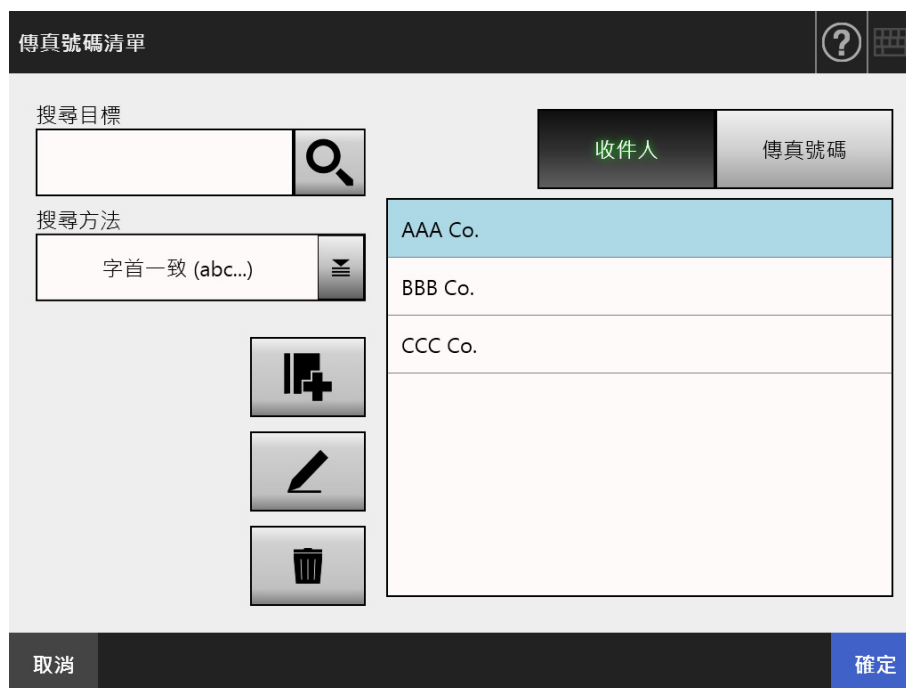 傳真號碼清單
?
搜尋目標
收件人
傳真號碼
搜尋方法
字首一致 (abc...)
AAA Co.
BBB Co.
CCC Co.
取消
確定